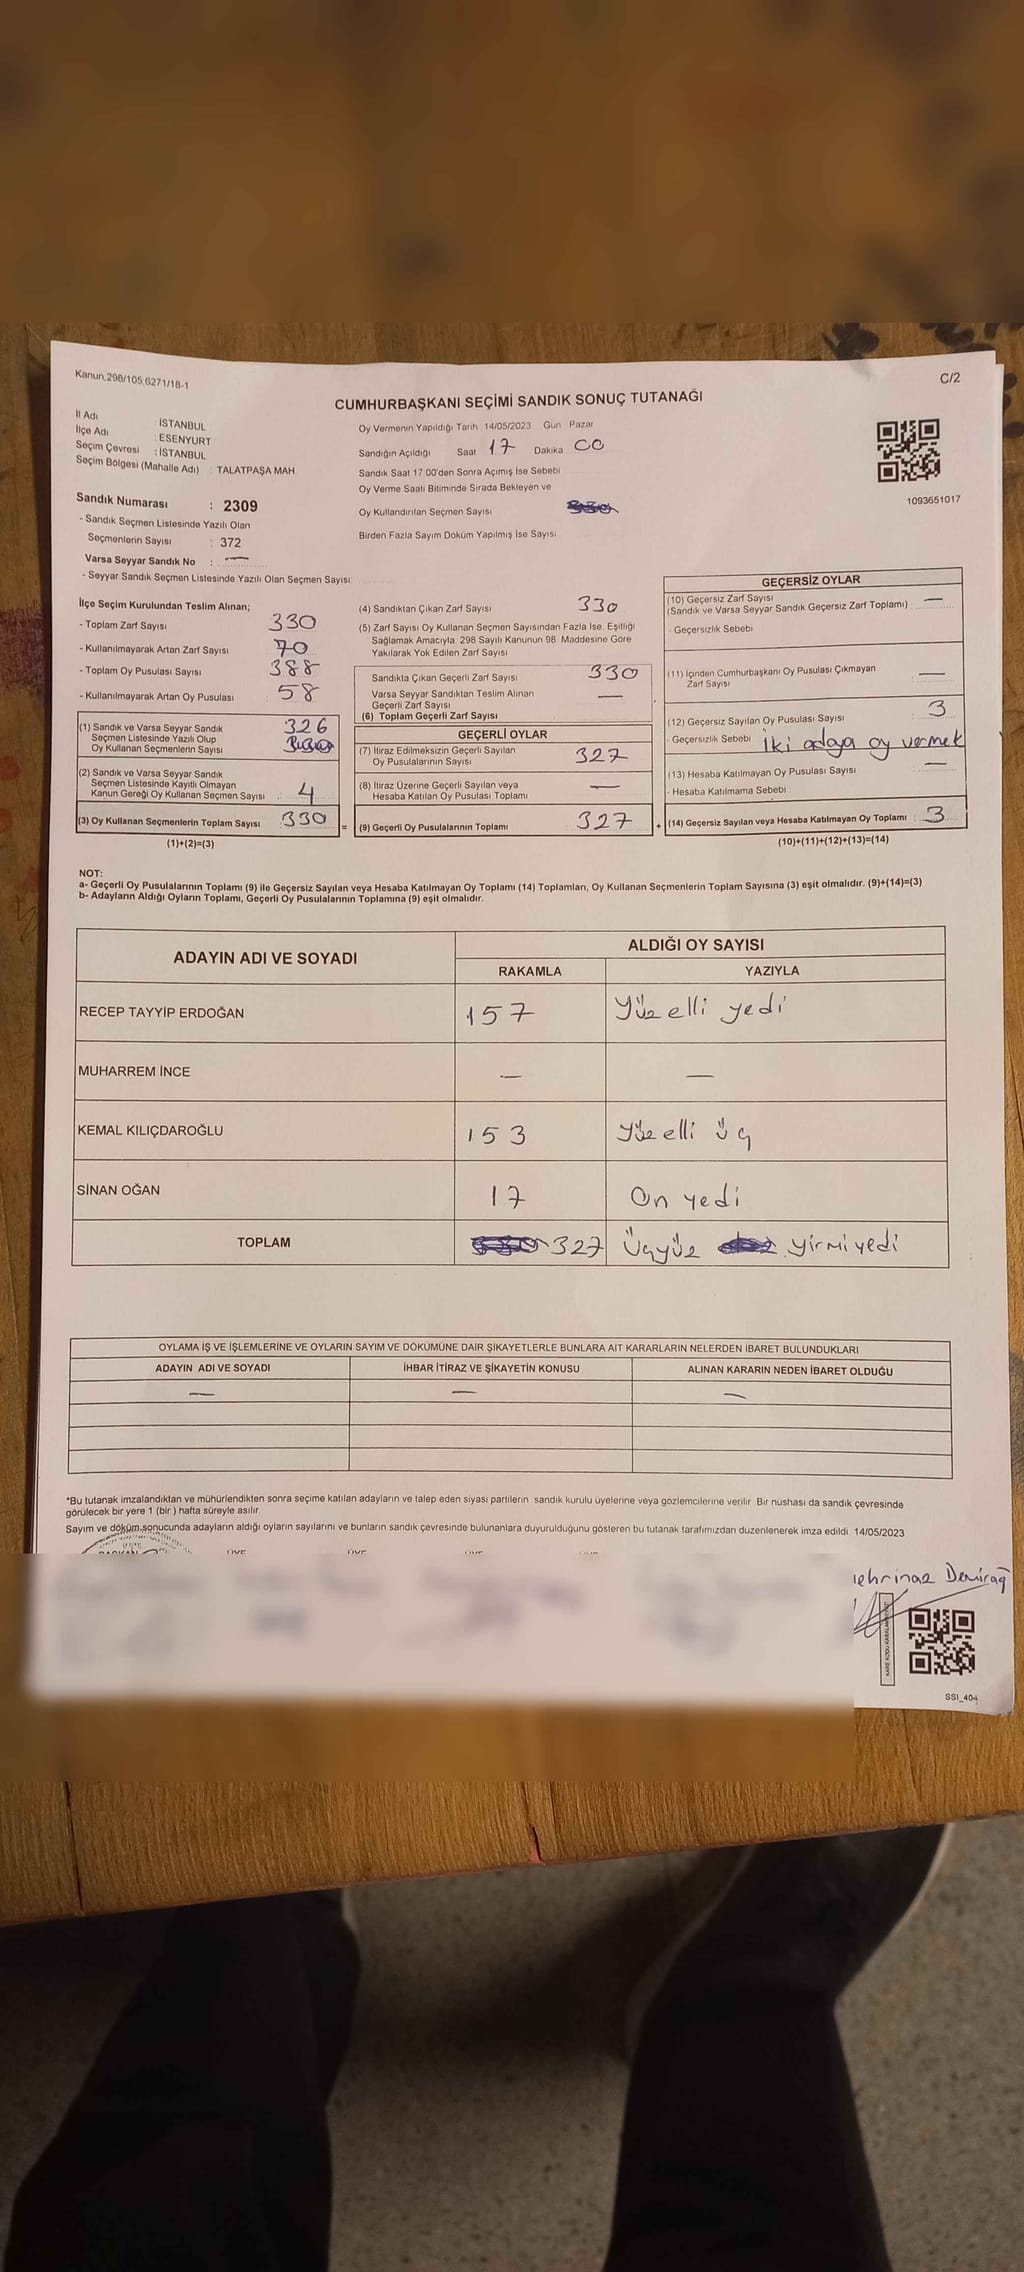 Kanun,298/105,6271/18-1
C/2
CUMHURBAŞKANI SEÇİMİ SANDIK SONUÇ TUTANAĞI
İl Adı : İSTANBUL
İlçe Adı : ESENYURT
Seçim Çevresi : İSTANBUL
Seçim Bölgesi (Mahalle Adı) : TALATPAŞA MAH
Sandık Numarası : 2309
- Sandık Seçmen Listesinde Yazılı Olan
Seçmenlerin Sayısı : 372
Varsa Seyyar Sandık No : —
- Seyyar Sandık Seçmen Listesinde Yazılı Olan Seçmen Sayısı
Oy Vermenin Yapıldığı Tarih 14/05/2023 Gün Pazar
Sandığın Açıldığı Saat 17 Dakika 00
Sandık Saat 17 00'den Sonra Açımış İse Sebebi
Oy Verme Saati Bitiminde Sırada Bekleyen ve
Oy Kullandırılan Seçmen Sayısı
Birden Fazla Sayım Döküm Yapılmış İse Sayısı
1093651017
İlçe Seçim Kurulundan Teslim Alınan;
- Toplam Zarf Sayısı 330
- Kullanılmayarak Artan Zarf Sayısı 70
- Toplam Oy Pusulası Sayısı 388
- Kullanılmayarak Artan Oy Pusulası 58
(1) Sandık ve Varsa Seyyar Sandık
Seçmen Listesinde Yazılı Olup
Oy Kullanan Seçmenlerin Sayısı 326
(2) Sandık ve Varsa Seyyar Sandık
Seçmen Listesinde Kayıtlı Olmayan
Kanun Gereği Oy Kullanan Seçmen Sayısı : 4
(3) Oy Kullanan Seçmenlerin Toplam Sayısı : 330
(1)+(2)=(3)
=
(4) Sandıktan Çıkan Zarf Sayısı 330
(5) Zarf Sayısı Oy Kullanan Seçmen Sayısından Fazla İse, Eşitliği
Sağlamak Amacıyla, 298 Sayılı Kanunun 98. Maddesine Göre
Yakılarak Yok Edilen Zarf Sayısı
Sandıkta Çıkan Geçerli Zarf Sayısı 330
Varsa Seyyar Sandıktan Teslim Alınan
Geçerli Zarf Sayısı —
(6) Toplam Geçerli Zarf Sayısı
GEÇERLİ OYLAR
(7) İtiraz Edilmeksizin Geçerli Sayılan
Oy Pusulalarının Sayısı 327
(8) İtiraz Üzerine Geçerli Sayılan veya
Hesaba Katılan Oy Pusulası Toplamı —
(9) Geçerli Oy Pusulalarının Toplamı 327
+
GEÇERSİZ OYLAR
(10) Geçersiz Zarf Sayısı
(Sandık ve Varsa Seyyar Sandık Geçersiz Zarf Toplamı) : —
- Geçersizlik Sebebi
(11) İçinden Cumhurbaşkanı Oy Pusulası Çıkmayan
Zarf Sayısı —
(12) Geçersiz Sayılan Oy Pusulası Sayısı : 3
- Geçersizlik Sebebi İki adaya oy vermek
(13) Hesaba Katılmayan Oy Pusulası Sayısı —
- Hesaba Katılmama Sebebi
(14) Geçersiz Sayılan veya Hesaba Katılmayan Oy Toplamı : 3
(10)+(11)+(12)+(13)=(14)
NOT:
a- Geçerli Oy Pusulalarının Toplamı (9) ile Geçersiz Sayılan veya Hesaba Katılmayan Oy Toplamı (14) Toplamları, Oy Kullanan Seçmenlerin Toplam Sayısına (3) eşit olmalıdır. (9)+(14)=(3)
b- Adayların Aldığı Oyların Toplamı, Geçerli Oy Pusulalarının Toplamına (9) eşit olmalıdır.
ADAYIN ADI VE SOYADI
ALDIĞI OY SAYISI
RAKAMLA YAZIYLA
RECEP TAYYİP ERDOĞAN 157 Yüz elli yedi
MUHARREM İNCE — —
KEMAL KILIÇDAROĞLU 153 Yüz elli üç
SİNAN OĞAN 17 On yedi
TOPLAM 327 Üçyüz yirmi yedi
OYLAMA İŞ VE İŞLEMLERİNE VE OYLARIN SAYIM VE DÖKÜMÜNE DAİR ŞİKAYETLERLE BUNLARA AİT KARARLARIN NELERDEN İBARET BULUNDUKLARI
ADAYIN ADI VE SOYADI İHBAR İTİRAZ VE ŞİKAYETİN KONUSU ALINAN KARARIN NEDEN İBARET OLDUĞU
— — —
*Bu tutanak imzalandıktan ve mühürlendikten sonra seçime katılan adayların ve talep eden siyasi partilerin sandık kurulu üyelerine veya gözlemcilerine verilir. Bir nüshası da sandık çevresinde
görülecek bir yere 1 (bir ) hafta süreyle asılır.
Sayım ve döküm sonucunda adayların aldığı oyların sayılarını ve bunların sandık çevresinde bulunanlara duyurulduğunu gösteren bu tutanak tarafımızdan düzenlenerek imza edildi. 14/05/2023
BAŞKAN ÜYE ÜYE ÜYE
Demirağ
SSI_404